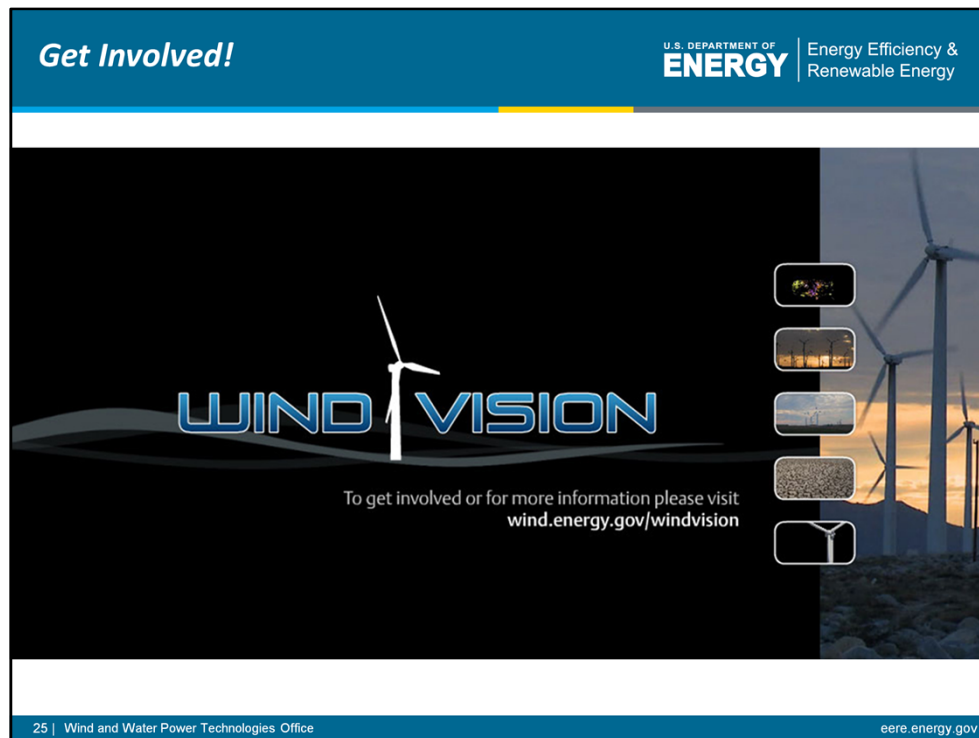 Get Involved!
U.S. DEPARTMENT OF
ENERGY
Energy Efficiency &
Renewable Energy
WIND VISION
To get involved or for more information please visit
wind.energy.gov/windvision
25 | Wind and Water Power Technologies Office
eere.energy.gov